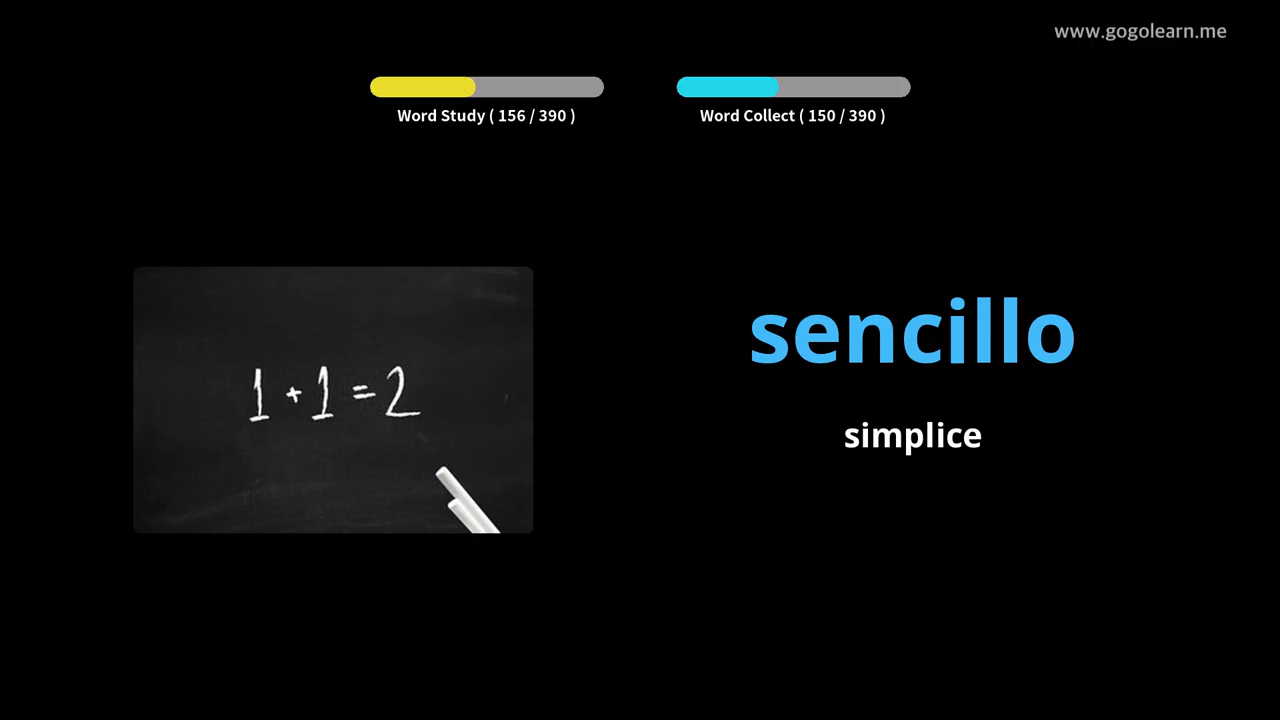 www.gogolearn.me
Word Study ( 156 / 390 )
Word Collect ( 150 / 390 )
1 + 1 = 2
sencillo
simplice